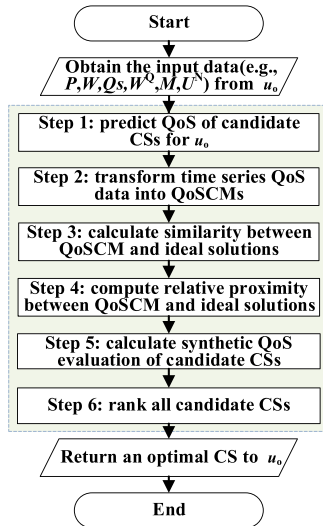 Start
Obtain the input data(e.g.,
P,W,Qs,W^Q,M,U^N) from u_o
Step 1: predict QoS of candidate
CSs for u_o
Step 2: transform time series QoS
data into QoSCMs
Step 3: calculate similarity between
QoSCM and ideal solutions
Step 4: compute relative proximity
between QoSCM and ideal solutions
Step 5: calculate synthetic QoS
evaluation of candidate CSs
Step 6: rank all candidate CSs
Return an optimal CS to u_o
End